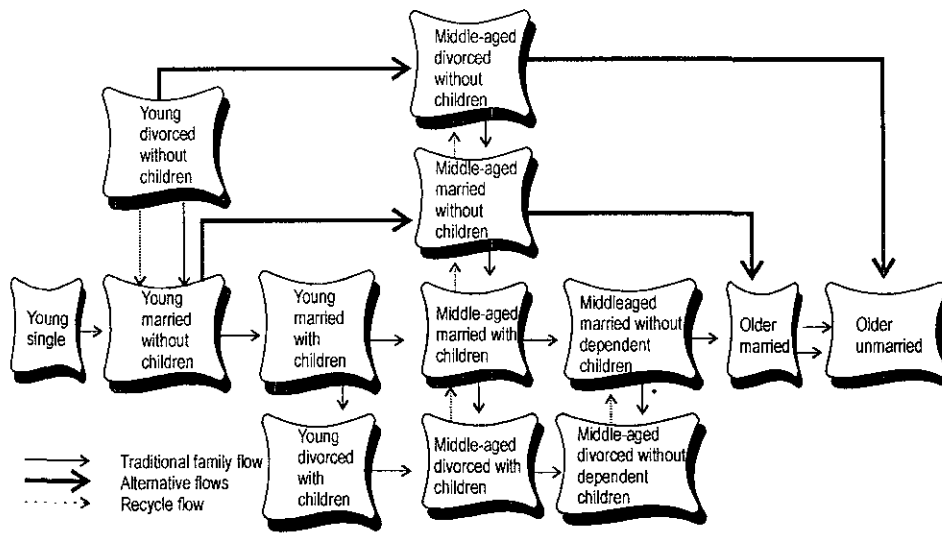 Middle-aged
divorced
without
children
Young
divorced
without
children
Middle-aged
married
without
children
Young
single
Young
married
without
children
Young
married
with
children
Middle-aged
married with
children
Middleaged
married without
dependent
children
Older
married
Older
unmarried
Young
divorced
with
children
Middle-aged
divorced with
children
Middle-aged
divorced without
dependent
children
Traditional family flow
Alternative flows
Recycle flow